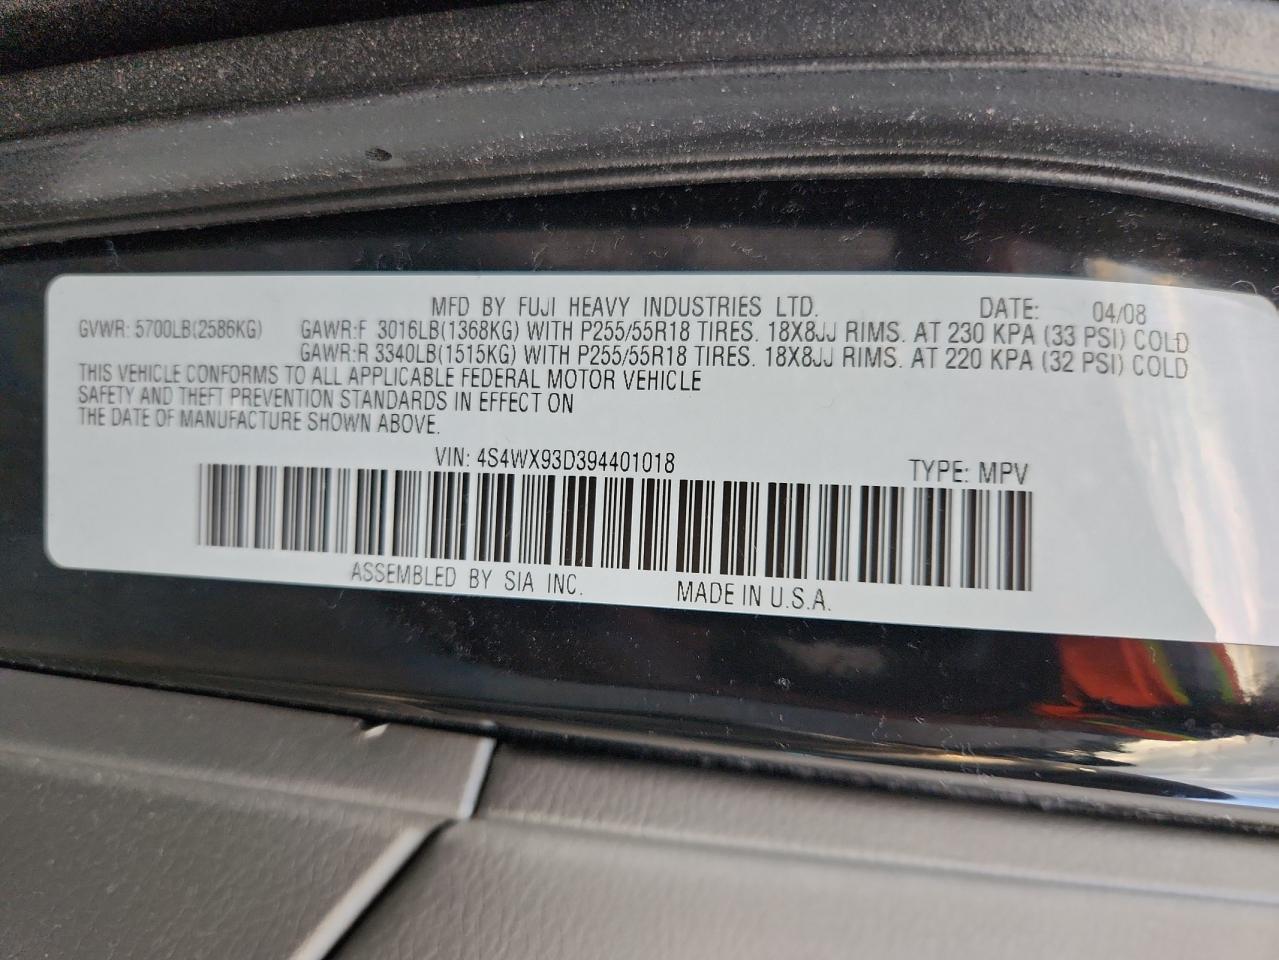 MFD BY FUJI HEAVY INDUSTRIES LTD. DATE: 04/08
GVWR: 5700LB(2586KG) GAWR:F 3016LB(1368KG) WITH P255/55R18 TIRES. 18X8JJ RIMS. AT 230 KPA (33 PSI) COLD
GAWR:R 3340LB(1515KG) WITH P255/55R18 TIRES. 18X8JJ RIMS. AT 220 KPA (32 PSI) COLD
THIS VEHICLE CONFORMS TO ALL APPLICABLE FEDERAL MOTOR VEHICLE
SAFETY AND THEFT PREVENTION STANDARDS IN EFFECT ON
THE DATE OF MANUFACTURE SHOWN ABOVE.
VIN: 4S4WX93D394401018 TYPE: MPV
ASSEMBLED BY SIA INC. MADE IN U.S.A.